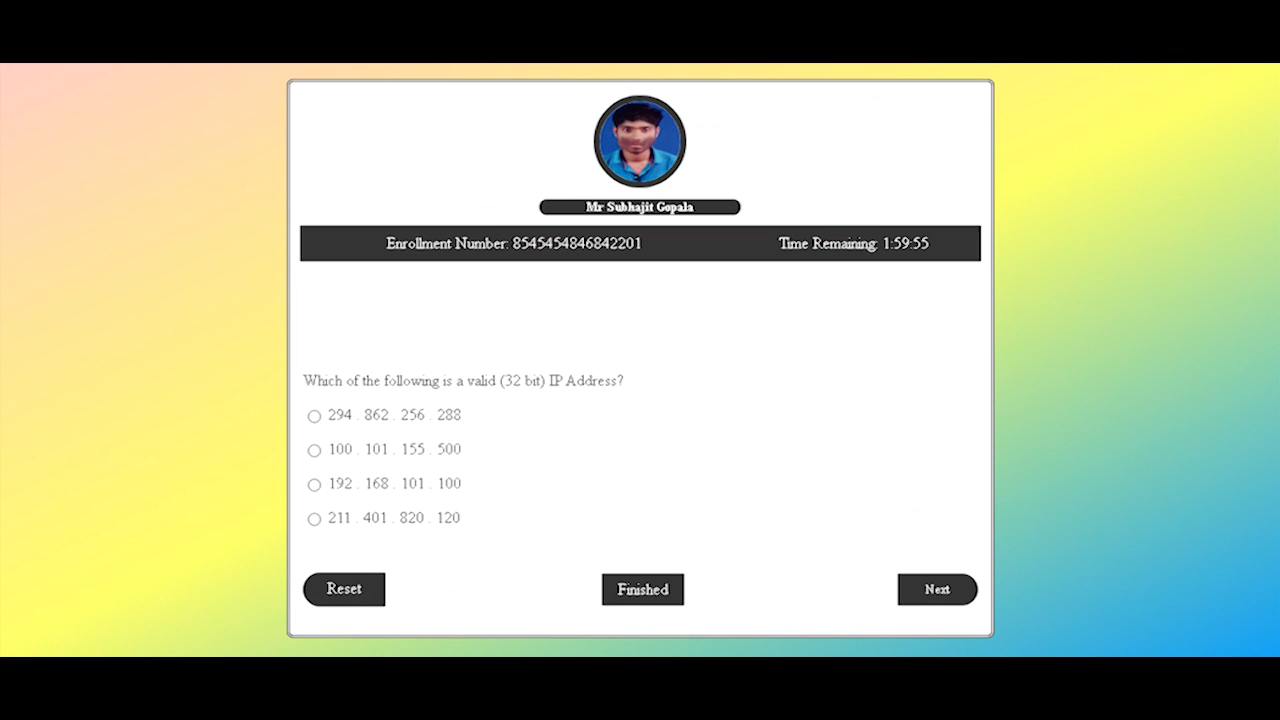 Mr Subhajit Gopala
Enrollment Number: 8545454846842201 Time Remaining: 1:59:55
Which of the following is a valid (32 bit) IP Address?
294 . 862 . 256 . 288
100 . 101 . 155 . 500
192 . 168 . 101 . 100
211 . 401 . 820 . 120
Reset Finished Next